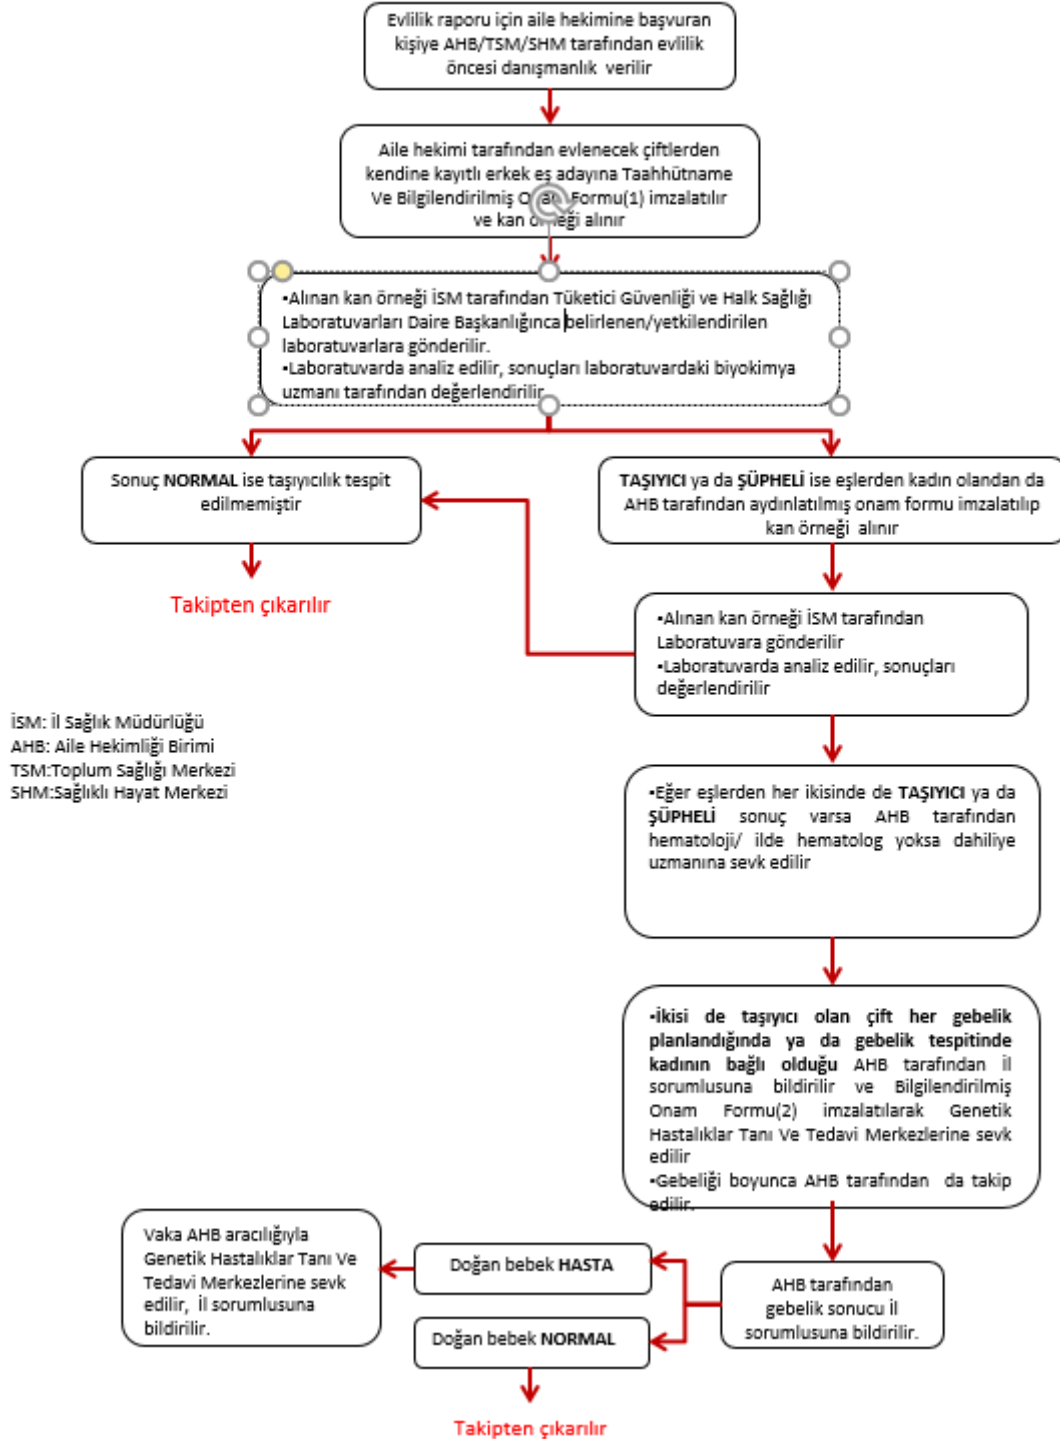 Evlilik raporu için aile hekimine başvuran
kişiye AHB/TSM/SHM tarafından evlilik
öncesi danışmanlık verilir
Aile hekimi tarafından evlenecek çiftlerden
kendine kayıtlı erkek eş adayına Taahhütname
Ve Bilgilendirilmiş Formu(1) imzalatılır
ve kan alınır
▪Alınan kan örneği İSM tarafından Tüketici Güvenliği ve Halk Sağlığı
Laboratuvarları Daire Başkanlığınca belirlenen/yetkilendirilen
laboratuvarlara gönderilir.
▪Laboratuvarda analiz edilir, sonuçları laboratuvardaki biyokimya
uzmanı tarafından değerlendirilir
Sonuç NORMAL ise taşıyıcılık tespit
edilmemiştir
Takipten çıkarılır
TAŞIYICI ya da ŞÜPHELİ ise eşlerden kadın olandan da
AHB tarafından aydınlatılmış onam formu imzalatılıp
kan örneği alınır
▪Alınan kan örneği İSM tarafından
Laboratuvara gönderilir
▪Laboratuvarda analiz edilir, sonuçları
değerlendirilir
İSM: İl Sağlık Müdürlüğü
AHB: Aile Hekimliği Birimi
TSM:Toplum Sağlığı Merkezi
SHM:Sağlıklı Hayat Merkezi
▪Eğer eşlerden her ikisinde de TAŞIYICI ya da
ŞÜPHELİ sonuç varsa AHB tarafından
hematoloji/ ilde hematolog yoksa dahiliye
uzmanına sevk edilir
▪İkisi de taşıyıcı olan çift her gebelik
planlandığında ya da gebelik tespitinde
kadının bağlı olduğu AHB tarafından İl
sorumlusuna bildirilir ve Bilgilendirilmiş
Onam Formu(2) imzalatılarak Genetik
Hastalıklar Tanı Ve Tedavi Merkezlerine sevk
edilir
▪Gebeliği boyunca AHB tarafından da takip
edilir.
AHB tarafından
gebelik sonucu İl
sorumlusuna bildirilir.
Doğan bebek HASTA
Vaka AHB aracılığıyla
Genetik Hastalıklar Tanı Ve
Tedavi Merkezlerine sevk
edilir, İl sorumlusuna
bildirilir.
Doğan bebek NORMAL
Takipten çıkarılır